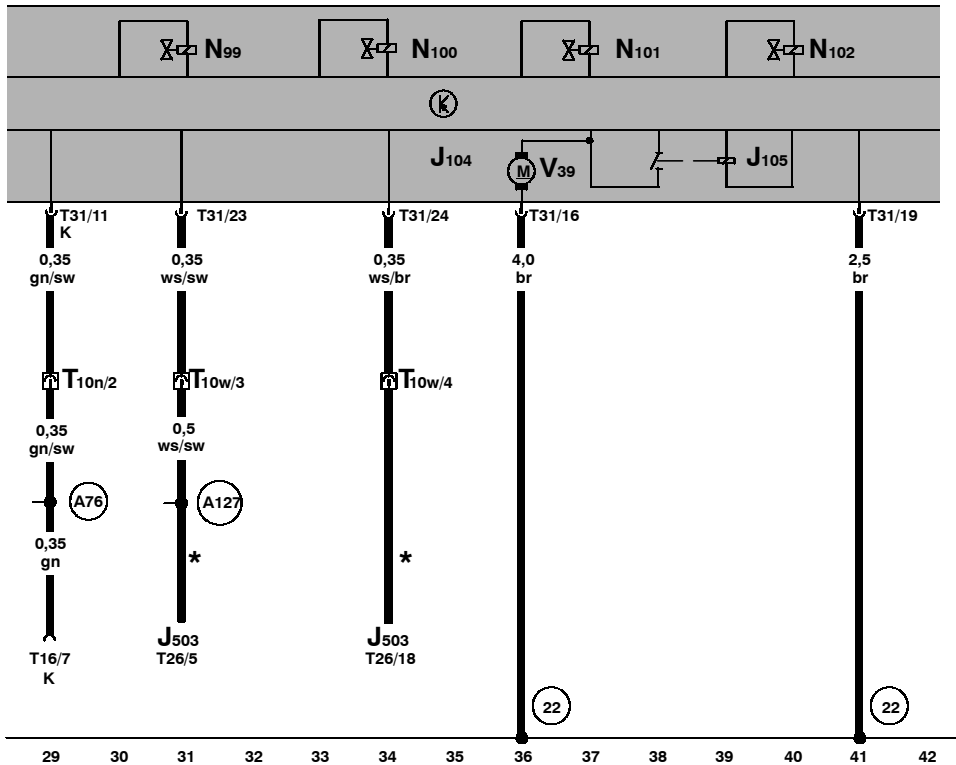 N99 N100 N101 N102
K
J104 M V39 J105
T31/11 T31/23 T31/24 T31/16 T31/19
K
0,35 0,35 0,35 4,0 2,5
gn/sw ws/sw ws/br br br
T10n/2 T10w/3 T10w/4
0,35 0,5
gn/sw ws/sw
A76 A127
0,35
gn * *
J503 J503
T16/7 T26/5 T26/18
K
22 22
29 30 31 32 33 34 35 36 37 38 39 40 41 42